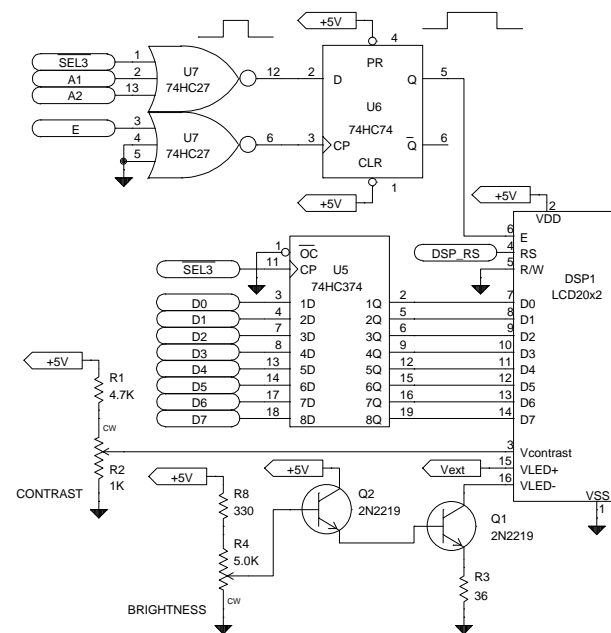 +5V
4
SEL3
A1
A2
1
2
13
U7
74HC27
12
2
D
PR
Q
5
U6
74HC74
E
3
4
5
U7
74HC27
6
3
CP
Q
6
CLR
1
+5V
+5V
2
VDD
6
E
DSP_RS
4
RS
5
R/W
DSP1
LCD20x2
1
OC
SEL3
11
CP
U5
74HC374
D0
3
1D
1Q
2
7
D0
D1
4
2D
2Q
5
8
D1
D2
7
3D
3Q
6
9
D2
D3
8
4D
4Q
9
10
D3
D4
13
5D
5Q
12
11
D4
D5
14
6D
6Q
15
12
D5
D6
17
7D
7Q
16
13
D6
D7
18
8D
8Q
19
14
D7
+5V
R1
4.7K
CW
R2
1K
CONTRAST
3
Vcontrast
Vext
15
VLED+
16
VLED-
VSS
1
+5V
R8
330
R4
5.0K
CW
BRIGHTNESS
+5V
Q2
2N2219
Q1
2N2219
R3
36